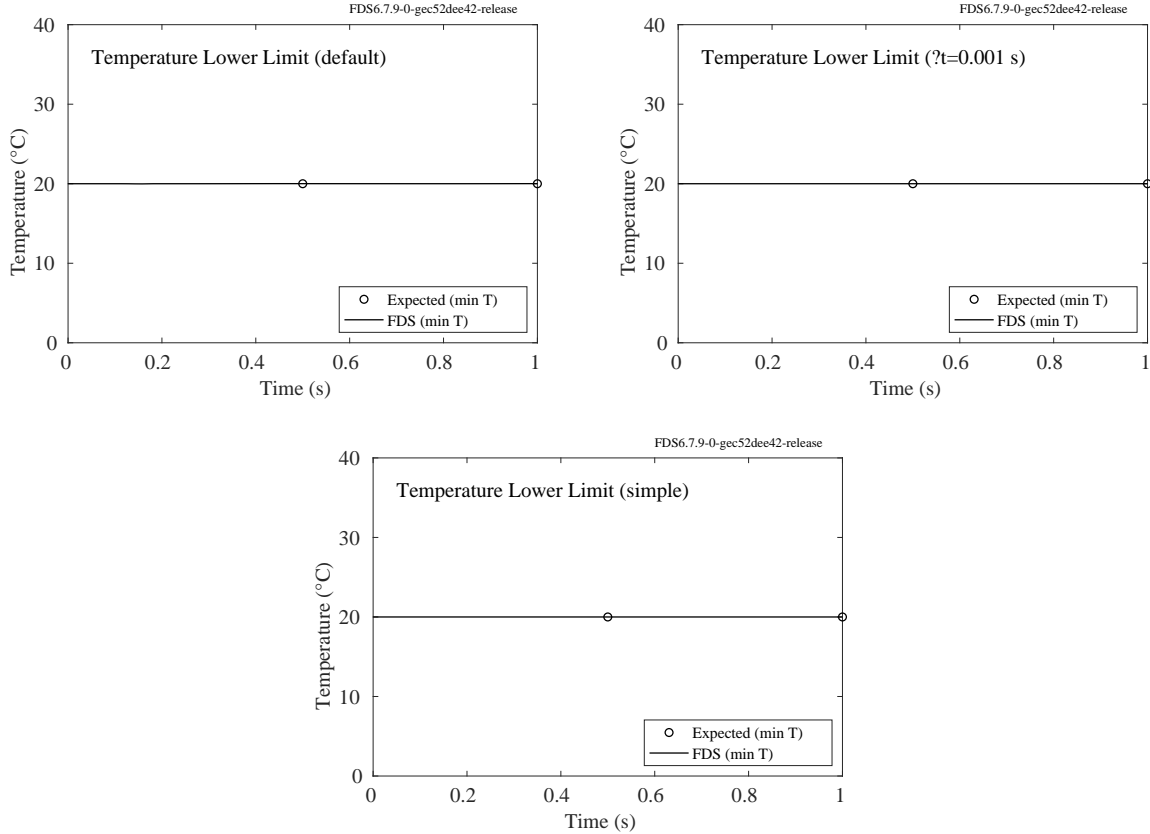 FDS6.7.9-0-gec52dee42-release
Temperature Lower Limit (default)
Temperature (°C)
40
30
20
10
0
Expected (min T)
FDS (min T)
0 0.2 0.4 0.6 0.8 1
Time (s)
FDS6.7.9-0-gec52dee42-release
Temperature Lower Limit (?t=0.001 s)
Temperature (°C)
40
30
20
10
0
Expected (min T)
FDS (min T)
0 0.2 0.4 0.6 0.8 1
Time (s)
FDS6.7.9-0-gec52dee42-release
Temperature Lower Limit (simple)
Temperature (°C)
40
30
20
10
0
Expected (min T)
FDS (min T)
0 0.2 0.4 0.6 0.8 1
Time (s)